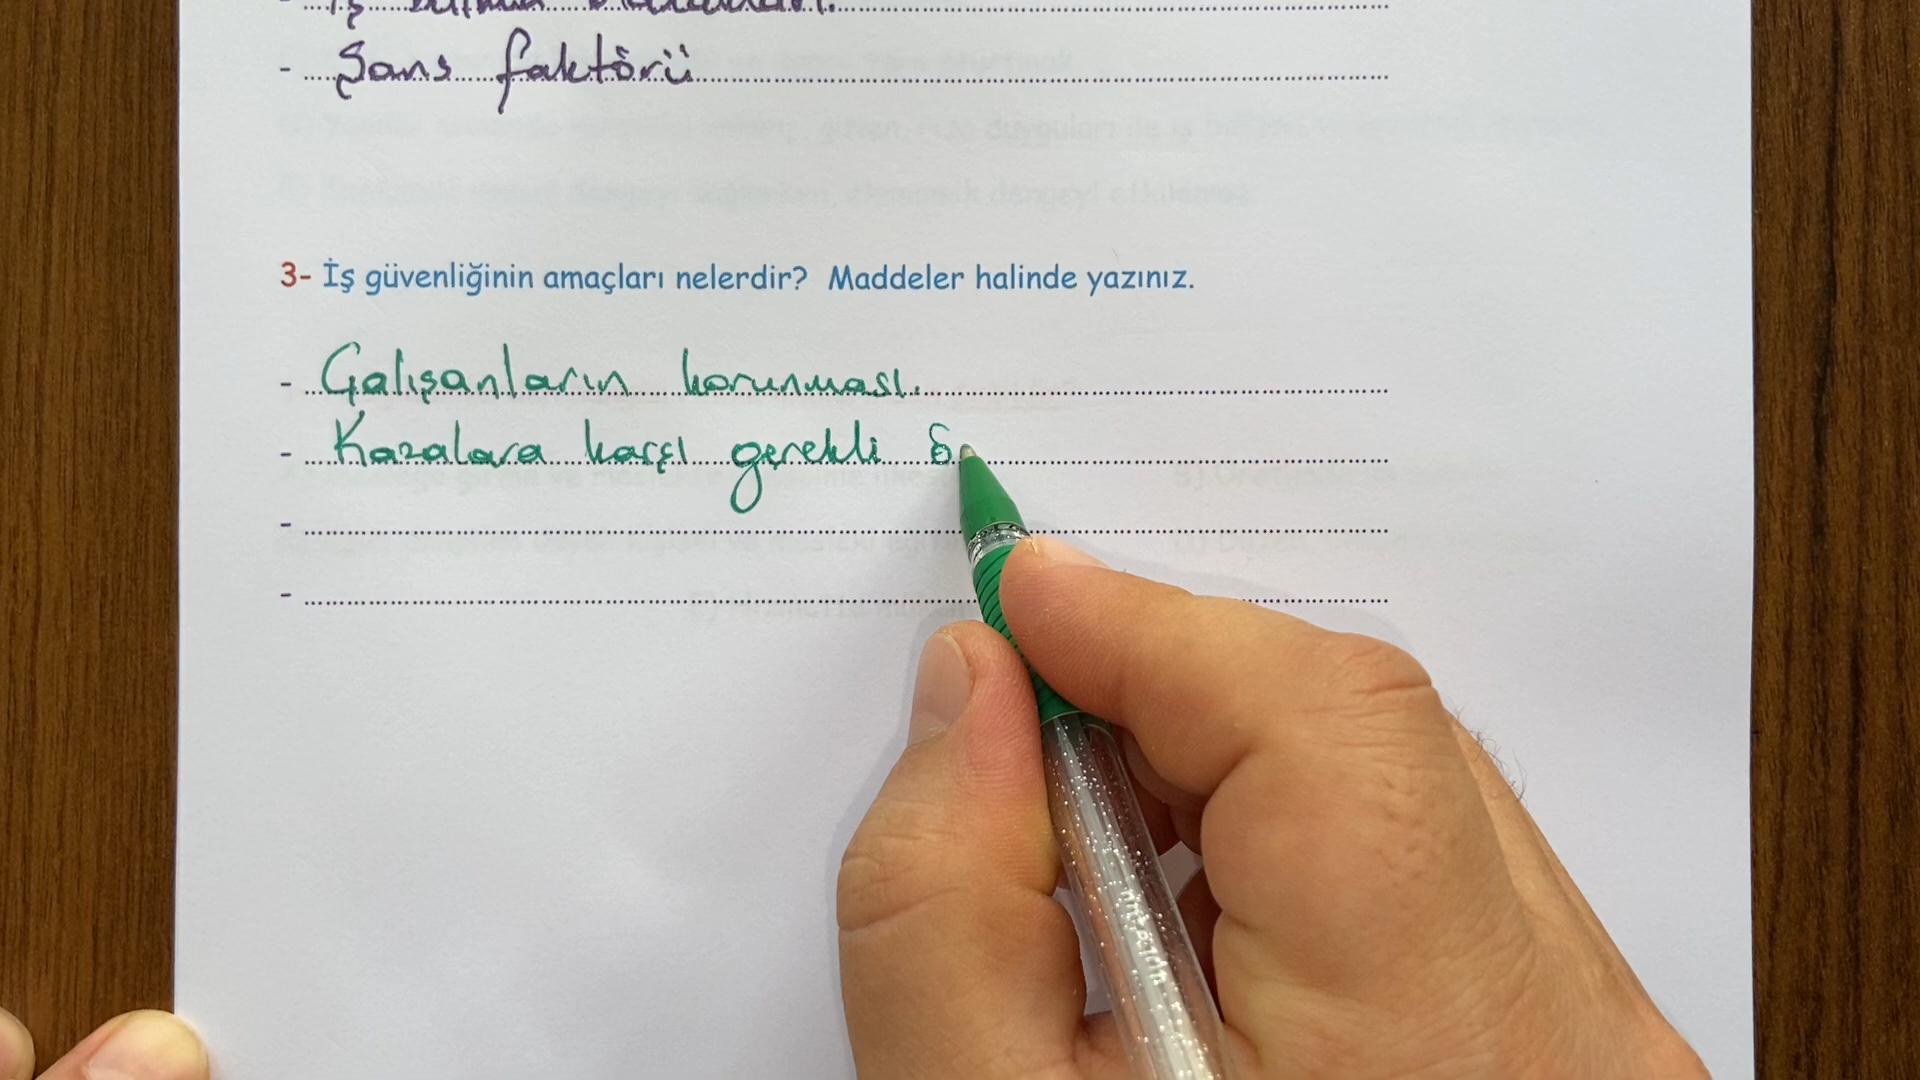 - Şans faktörü
3- İş güvenliğinin amaçları nelerdir? Maddeler halinde yazınız.
- Çalışanların korunması.
- Kazalara karşı gerekli ö
-
-